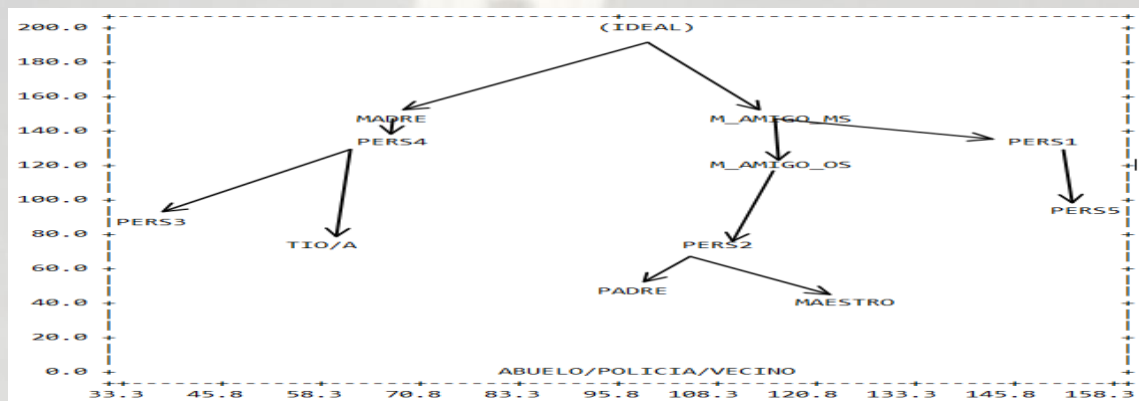 200.0 (IDEAL)
180.0
160.0
MADRE M_AMIGO_MS
140.0 PERS4 PERS1
120.0 M_AMIGO_OS
100.0
PERS3 PERS5
80.0
TIO/A PERS2
60.0
PADRE
40.0 MAESTRO
20.0
0.0 ABUELO/POLICIA/VECINO
33.3 45.8 58.3 70.8 83.3 95.8 108.3 120.8 133.3 145.8 158.3